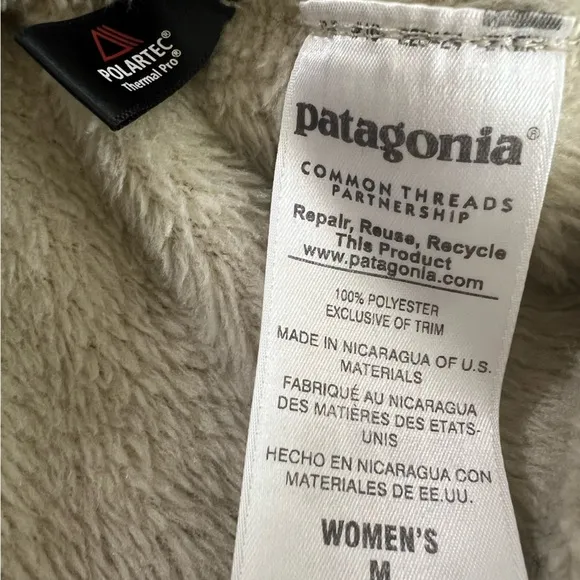 POLARTEC®
Thermal Pro®
patagonia®
COMMON THREADS
PARTNERSHIP
Repair, Reuse, Recycle
This Product
www.patagonia.com
100% POLYESTER
EXCLUSIVE OF TRIM
MADE IN NICARAGUA OF U.S.
MATERIALS
FABRIQUÉ AU NICARAGUA
DES MATIÈRES DES ETATS-
UNIS
HECHO EN NICARAGUA CON
MATERIALES DE EE.UU.
WOMEN'S
M